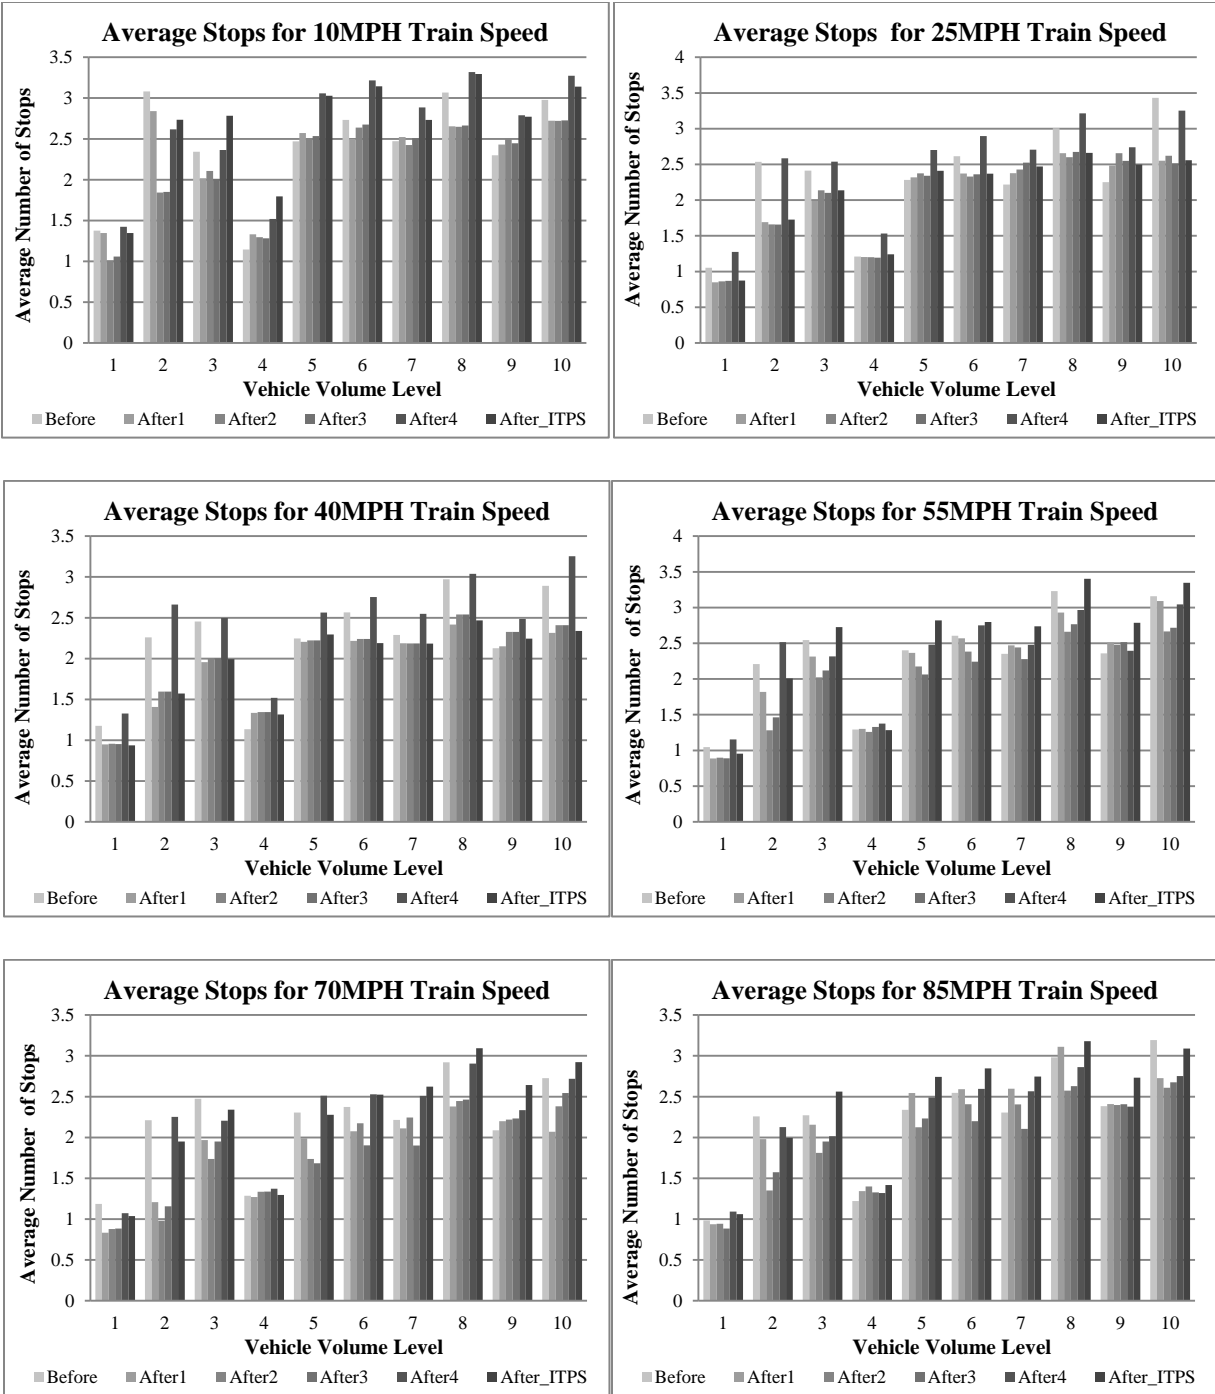 Average Stops for 10MPH Train Speed
Average Number of Stops
3.5
3
2.5
2
1.5
1
0.5
0
1 2 3 4 5 6 7 8 9 10
Vehicle Volume Level
Before After1 After2 After3 After4 After_ITPS
Average Stops for 25MPH Train Speed
Average Number of Stops
4
3.5
3
2.5
2
1.5
1
0.5
0
1 2 3 4 5 6 7 8 9 10
Vehicle Volume Level
Before After1 After2 After3 After4 After_ITPS
Average Stops for 40MPH Train Speed
Average Number of Stops
3.5
3
2.5
2
1.5
1
0.5
0
1 2 3 4 5 6 7 8 9 10
Vehicle Volume Level
Before After1 After2 After3 After4 After_ITPS
Average Stops for 55MPH Train Speed
Average Number of Stops
4
3.5
3
2.5
2
1.5
1
0.5
0
1 2 3 4 5 6 7 8 9 10
Vehicle Volume Level
Before After1 After2 After3 After4 After_ITPS
Average Stops for 70MPH Train Speed
Average Number of Stops
3.5
3
2.5
2
1.5
1
0.5
0
1 2 3 4 5 6 7 8 9 10
Vehicle Volume Level
Before After1 After2 After3 After4 After_ITPS
Average Stops for 85MPH Train Speed
Average Number of Stops
3.5
3
2.5
2
1.5
1
0.5
0
1 2 3 4 5 6 7 8 9 10
Vehicle Volume Level
Before After1 After2 After3 After4 After_ITPS